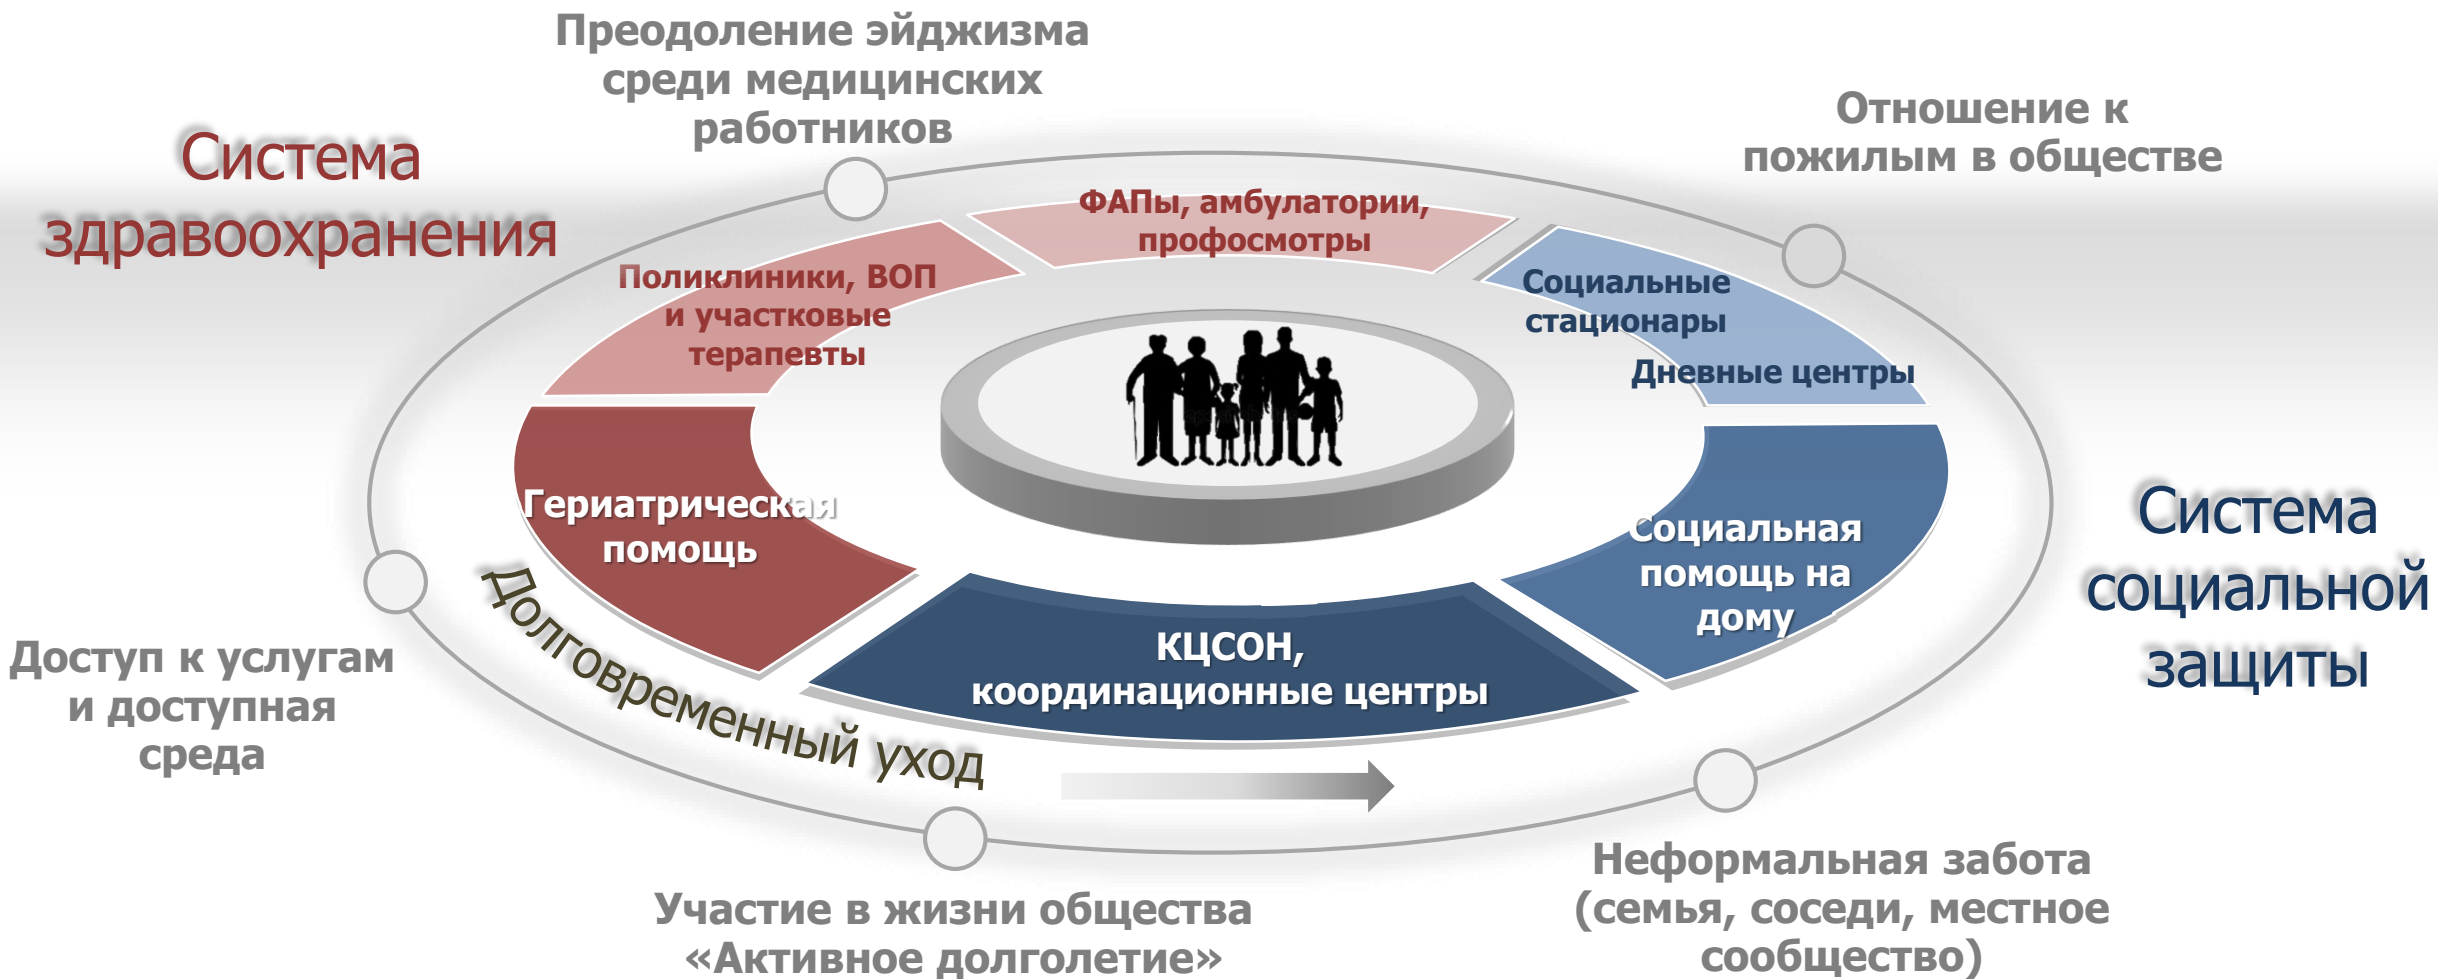 Преодоление эйджизма
среди медицинских
работников
Отношение к
пожилым в обществе
Система
здравоохранения
ФАПы, амбулатории,
профосмотры
Поликлиники, ВОП
и участковые
терапевты
Социальные
стационары
Дневные центры
Гериатрическая
помощь
Социальная
помощь на
дому
Система
социальной
защиты
КЦСОН,
координационные центры
Долговременный уход
Доступ к услугам
и доступная
среда
Участие в жизни общества
«Активное долголетие»
Неформальная забота
(семья, соседи, местное
сообщество)